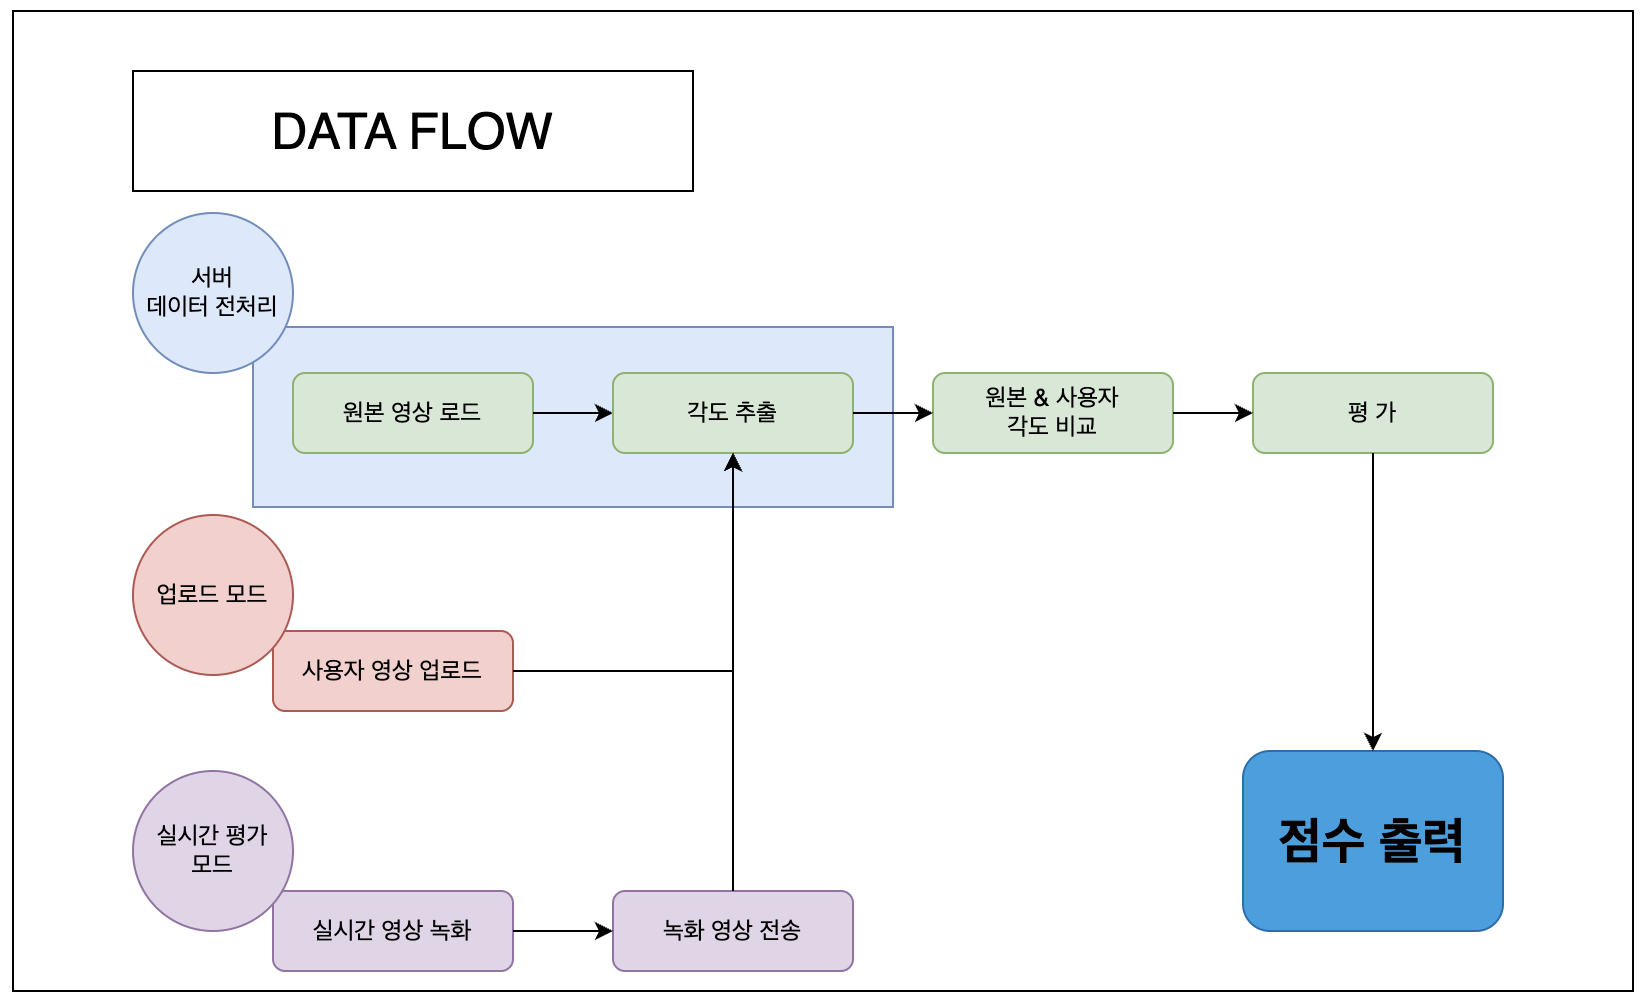 DATA FLOW
서버
데이터 전처리
원본 영상 로드
각도 추출
원본 & 사용자
각도 비교
평 가
업로드 모드
사용자 영상 업로드
실시간 평가
모드
실시간 영상 녹화
녹화 영상 전송
점수 출력